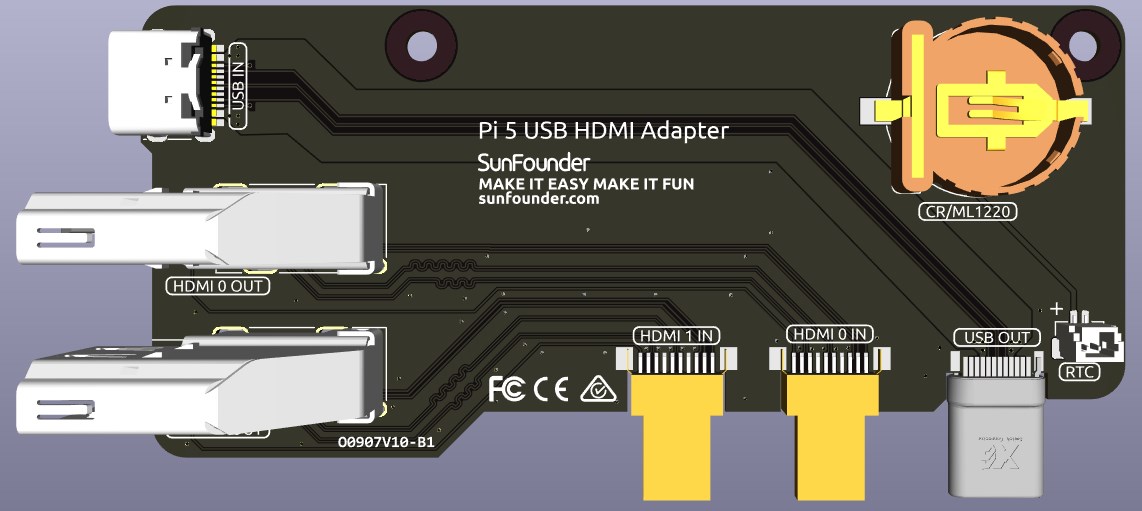 USB IN
Pi 5 USB HDMI Adapter
SunFounder
MAKE IT EASY MAKE IT FUN
sunfounder.com
CR/ML1220
HDMI 0 OUT
HDMI 1 IN
HDMI 0 IN
USB OUT
+
RTC
FC CE
O0907V10-B1